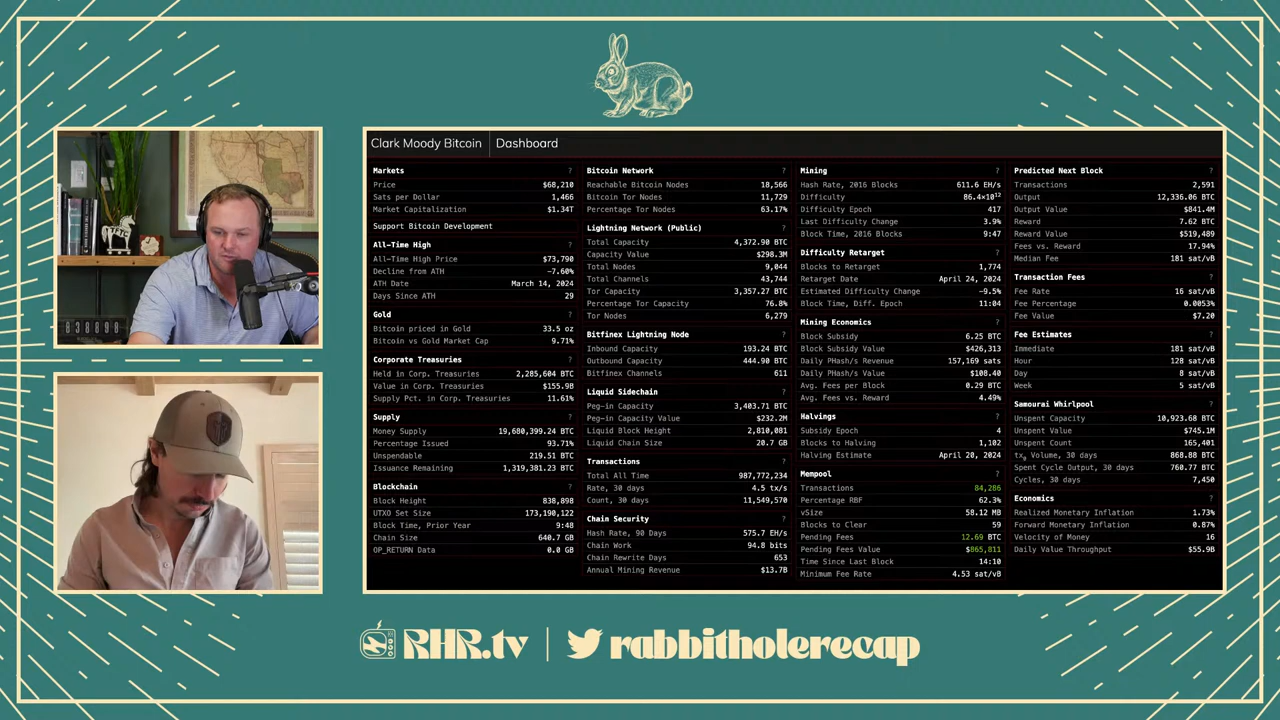 Clark Moody Bitcoin | Dashboard
Markets ?
Price $68,210
Sats per Dollar 1,466
Market Capitalization $1.34T
Support Bitcoin Development
All-Time High ?
All-Time High Price $73,790
Decline from ATH -7.60%
ATH Date March 14, 2024
Days Since ATH 29
Gold ?
Bitcoin priced in Gold 33.5 oz
Bitcoin vs Gold Market Cap 9.71%
Corporate Treasuries ?
Held in Corp. Treasuries 2,285,604 BTC
Value in Corp. Treasuries $155.9B
Supply Pct. in Corp. Treasuries 11.61%
Supply ?
Money Supply 19,680,399.24 BTC
Percentage Issued 93.71%
Unspendable 219.51 BTC
Issuance Remaining 1,319,381.23 BTC
Blockchain ?
Block Height 838,898
UTXO Set Size 173,190,122
Block Time, Prior Year 9:48
Chain Size 640.7 GB
OP_RETURN Data 0.0 GB
Bitcoin Network ?
Reachable Bitcoin Nodes 18,566
Bitcoin Tor Nodes 11,729
Percentage Tor Nodes 63.17%
Lightning Network (Public) ?
Total Capacity 4,372.90 BTC
Capacity Value $298.3M
Total Nodes 9,044
Total Channels 43,744
Tor Capacity 3,357.27 BTC
Percentage Tor Capacity 76.8%
Tor Nodes 6,279
Bitfinex Lightning Node ?
Inbound Capacity 193.24 BTC
Outbound Capacity 444.90 BTC
Bitfinex Channels 611
Liquid Sidechain ?
Peg-in Capacity 3,403.71 BTC
Peg-in Capacity Value $232.2M
Liquid Block Height 2,810,081
Liquid Chain Size 20.7 GB
Transactions ?
Total All Time 987,772,234
Rate, 30 days 4.5 tx/s
Count, 30 days 11,549,570
Chain Security ?
Hash Rate, 90 Days 575.7 EH/s
Chain Work 94.8 bits
Chain Rewrite Days 653
Annual Mining Revenue $13.7B
Mining ?
Hash Rate, 2016 Blocks 611.6 EH/s
Difficulty 86.4×10¹²
Difficulty Epoch 417
Last Difficulty Change 3.9%
Block Time, 2016 Blocks 9:47
Difficulty Retarget ?
Blocks to Retarget 1,774
Retarget Date April 24, 2024
Estimated Difficulty Change -9.5%
Block Time, Diff. Epoch 11:04
Mining Economics ?
Block Subsidy 6.25 BTC
Block Subsidy Value $426,313
Daily PHash/s Revenue 157,169 sats
Daily PHash/s Value $108.40
Avg. Fees per Block 0.29 BTC
Avg. Fees vs. Reward 4.49%
Halvings ?
Subsidy Epoch 4
Blocks to Halving 1,102
Halving Estimate April 20, 2024
Mempool ?
Transactions 84,286
Percentage RBF 62.3%
vSize 58.12 MB
Blocks to Clear 59
Pending Fees 12.69 BTC
Pending Fees Value $865,811
Time Since Last Block 14:10
Minimum Fee Rate 4.53 sat/vB
Predicted Next Block ?
Transactions 2,591
Output 12,336.06 BTC
Output Value $841.4M
Reward 7.62 BTC
Reward Value $519,489
Fees vs. Reward 17.94%
Median Fee 181 sat/vB
Transaction Fees ?
Fee Rate 16 sat/vB
Fee Percentage 0.0053%
Fee Value $7.20
Fee Estimates ?
Immediate 181 sat/vB
Hour 128 sat/vB
Day 8 sat/vB
Week 5 sat/vB
Samourai Whirlpool ?
Unspent Capacity 10,923.68 BTC
Unspent Value $745.1M
Unspent Count 165,401
tx₀ Volume, 30 days 868.88 BTC
Spent Cycle Output, 30 days 760.77 BTC
Cycles, 30 days 7,450
Economics ?
Realized Monetary Inflation 1.73%
Forward Monetary Inflation 0.87%
Velocity of Money 16
Daily Value Throughput $55.9B
838898
RHR.tv | rabbitholerecap